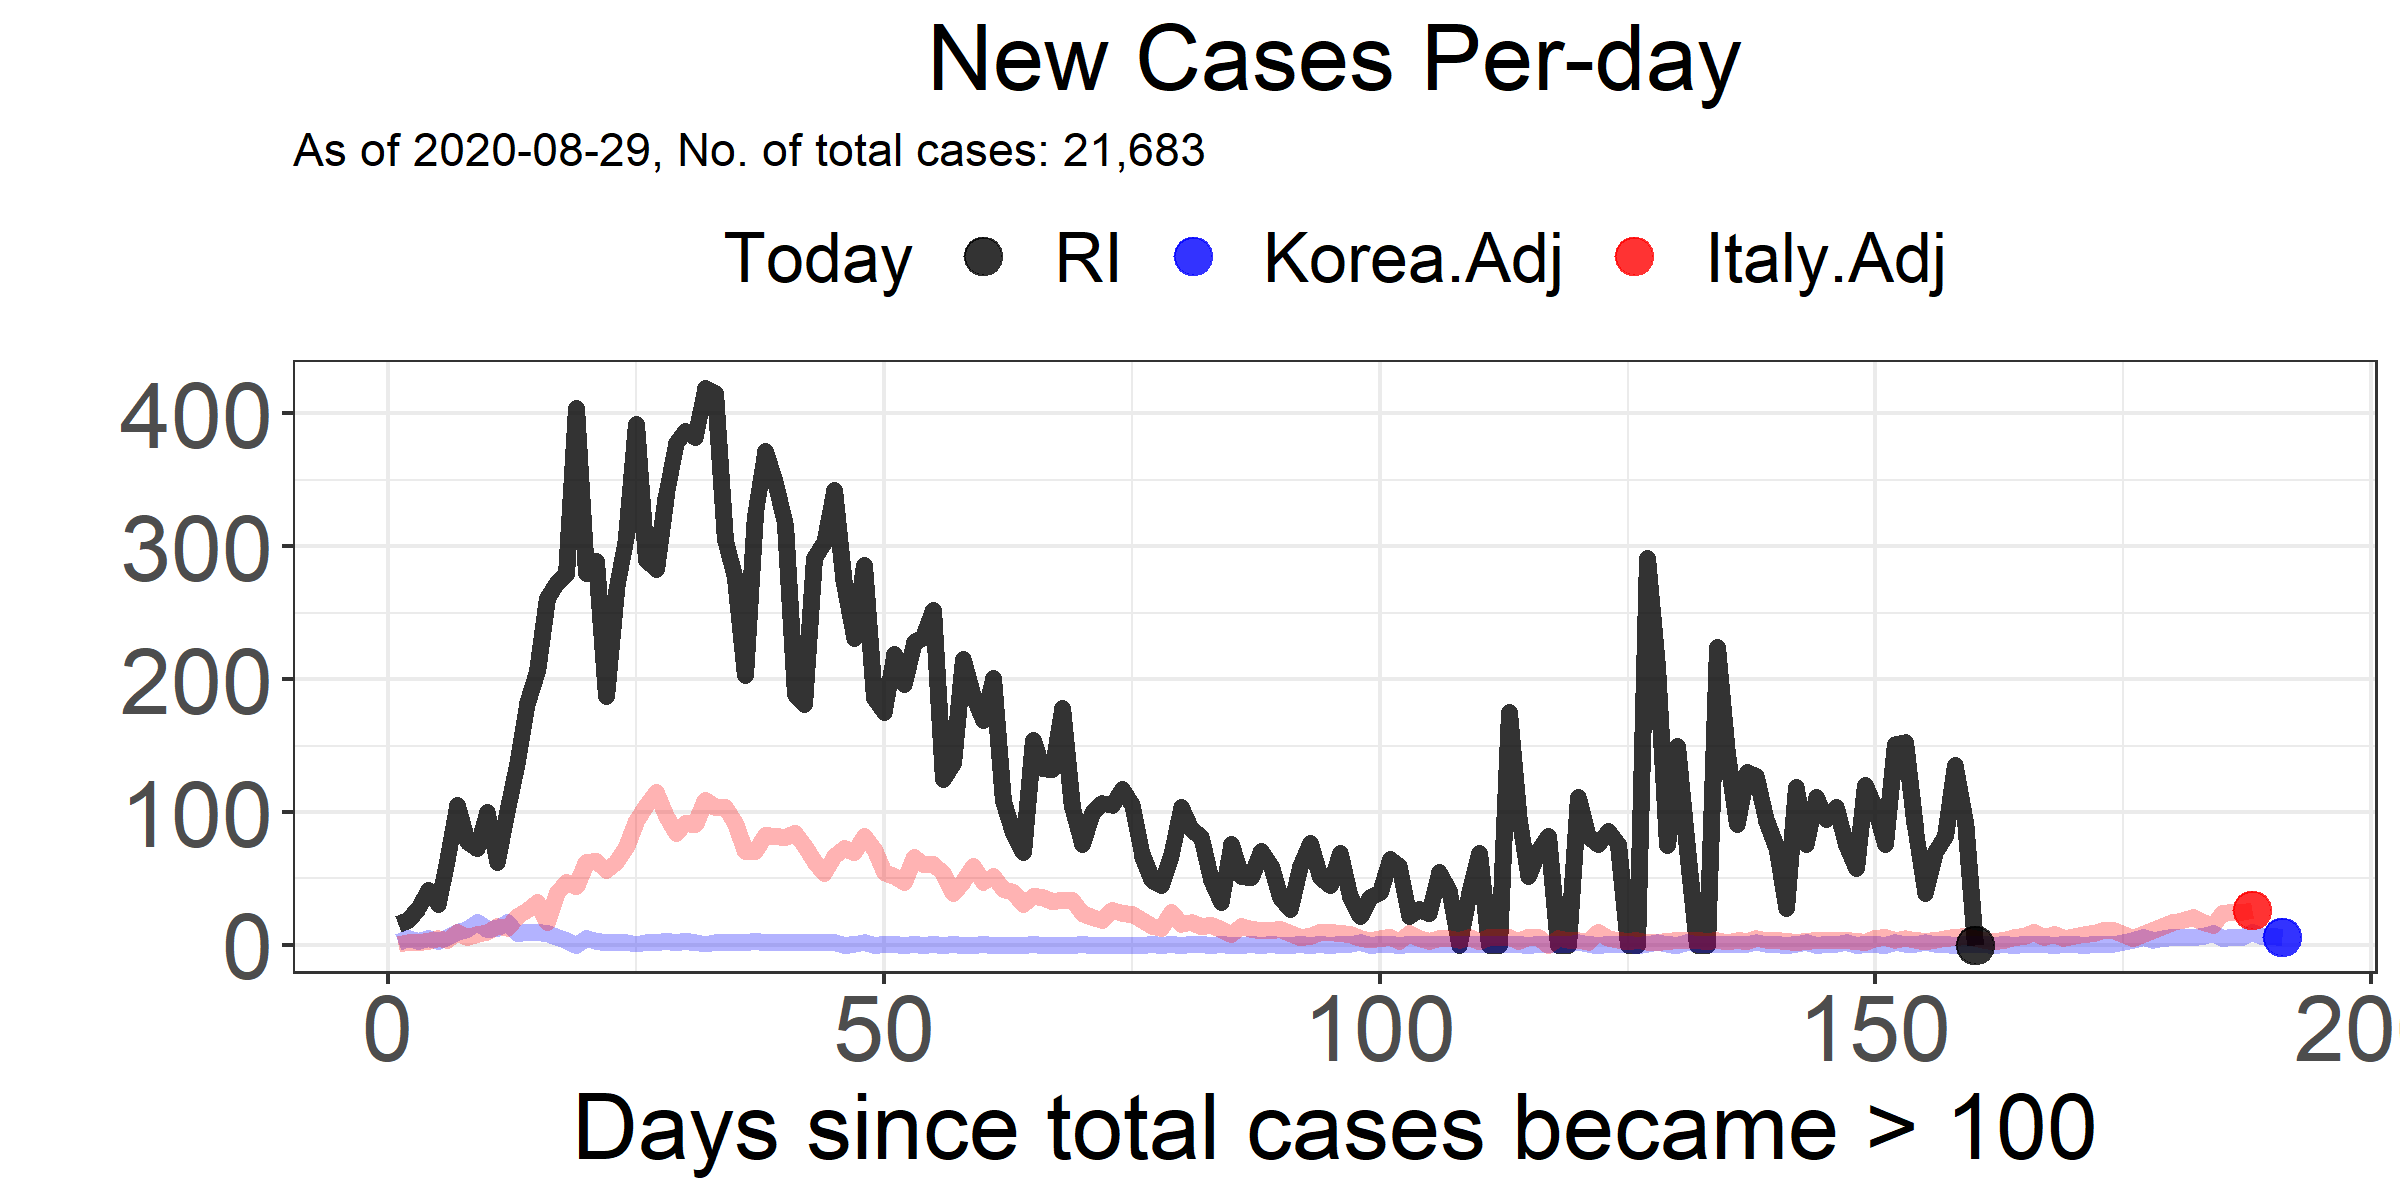 New Cases Per-day
As of 2020-08-29, No. of total cases: 21,683
Today RI Korea.Adj Italy.Adj
400
300
200
100
0
0 50 100 150 20
Days since total cases became > 100